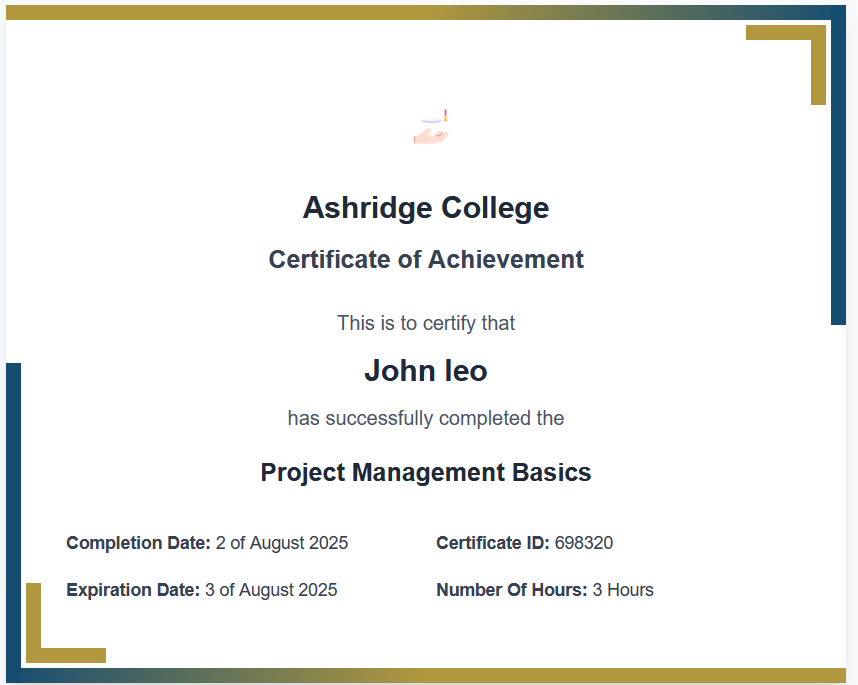 Ashridge College
Certificate of Achievement
This is to certify that
John leo
has successfully completed the
Project Management Basics
Completion Date: 2 of August 2025
Certificate ID: 698320
Expiration Date: 3 of August 2025
Number Of Hours: 3 Hours